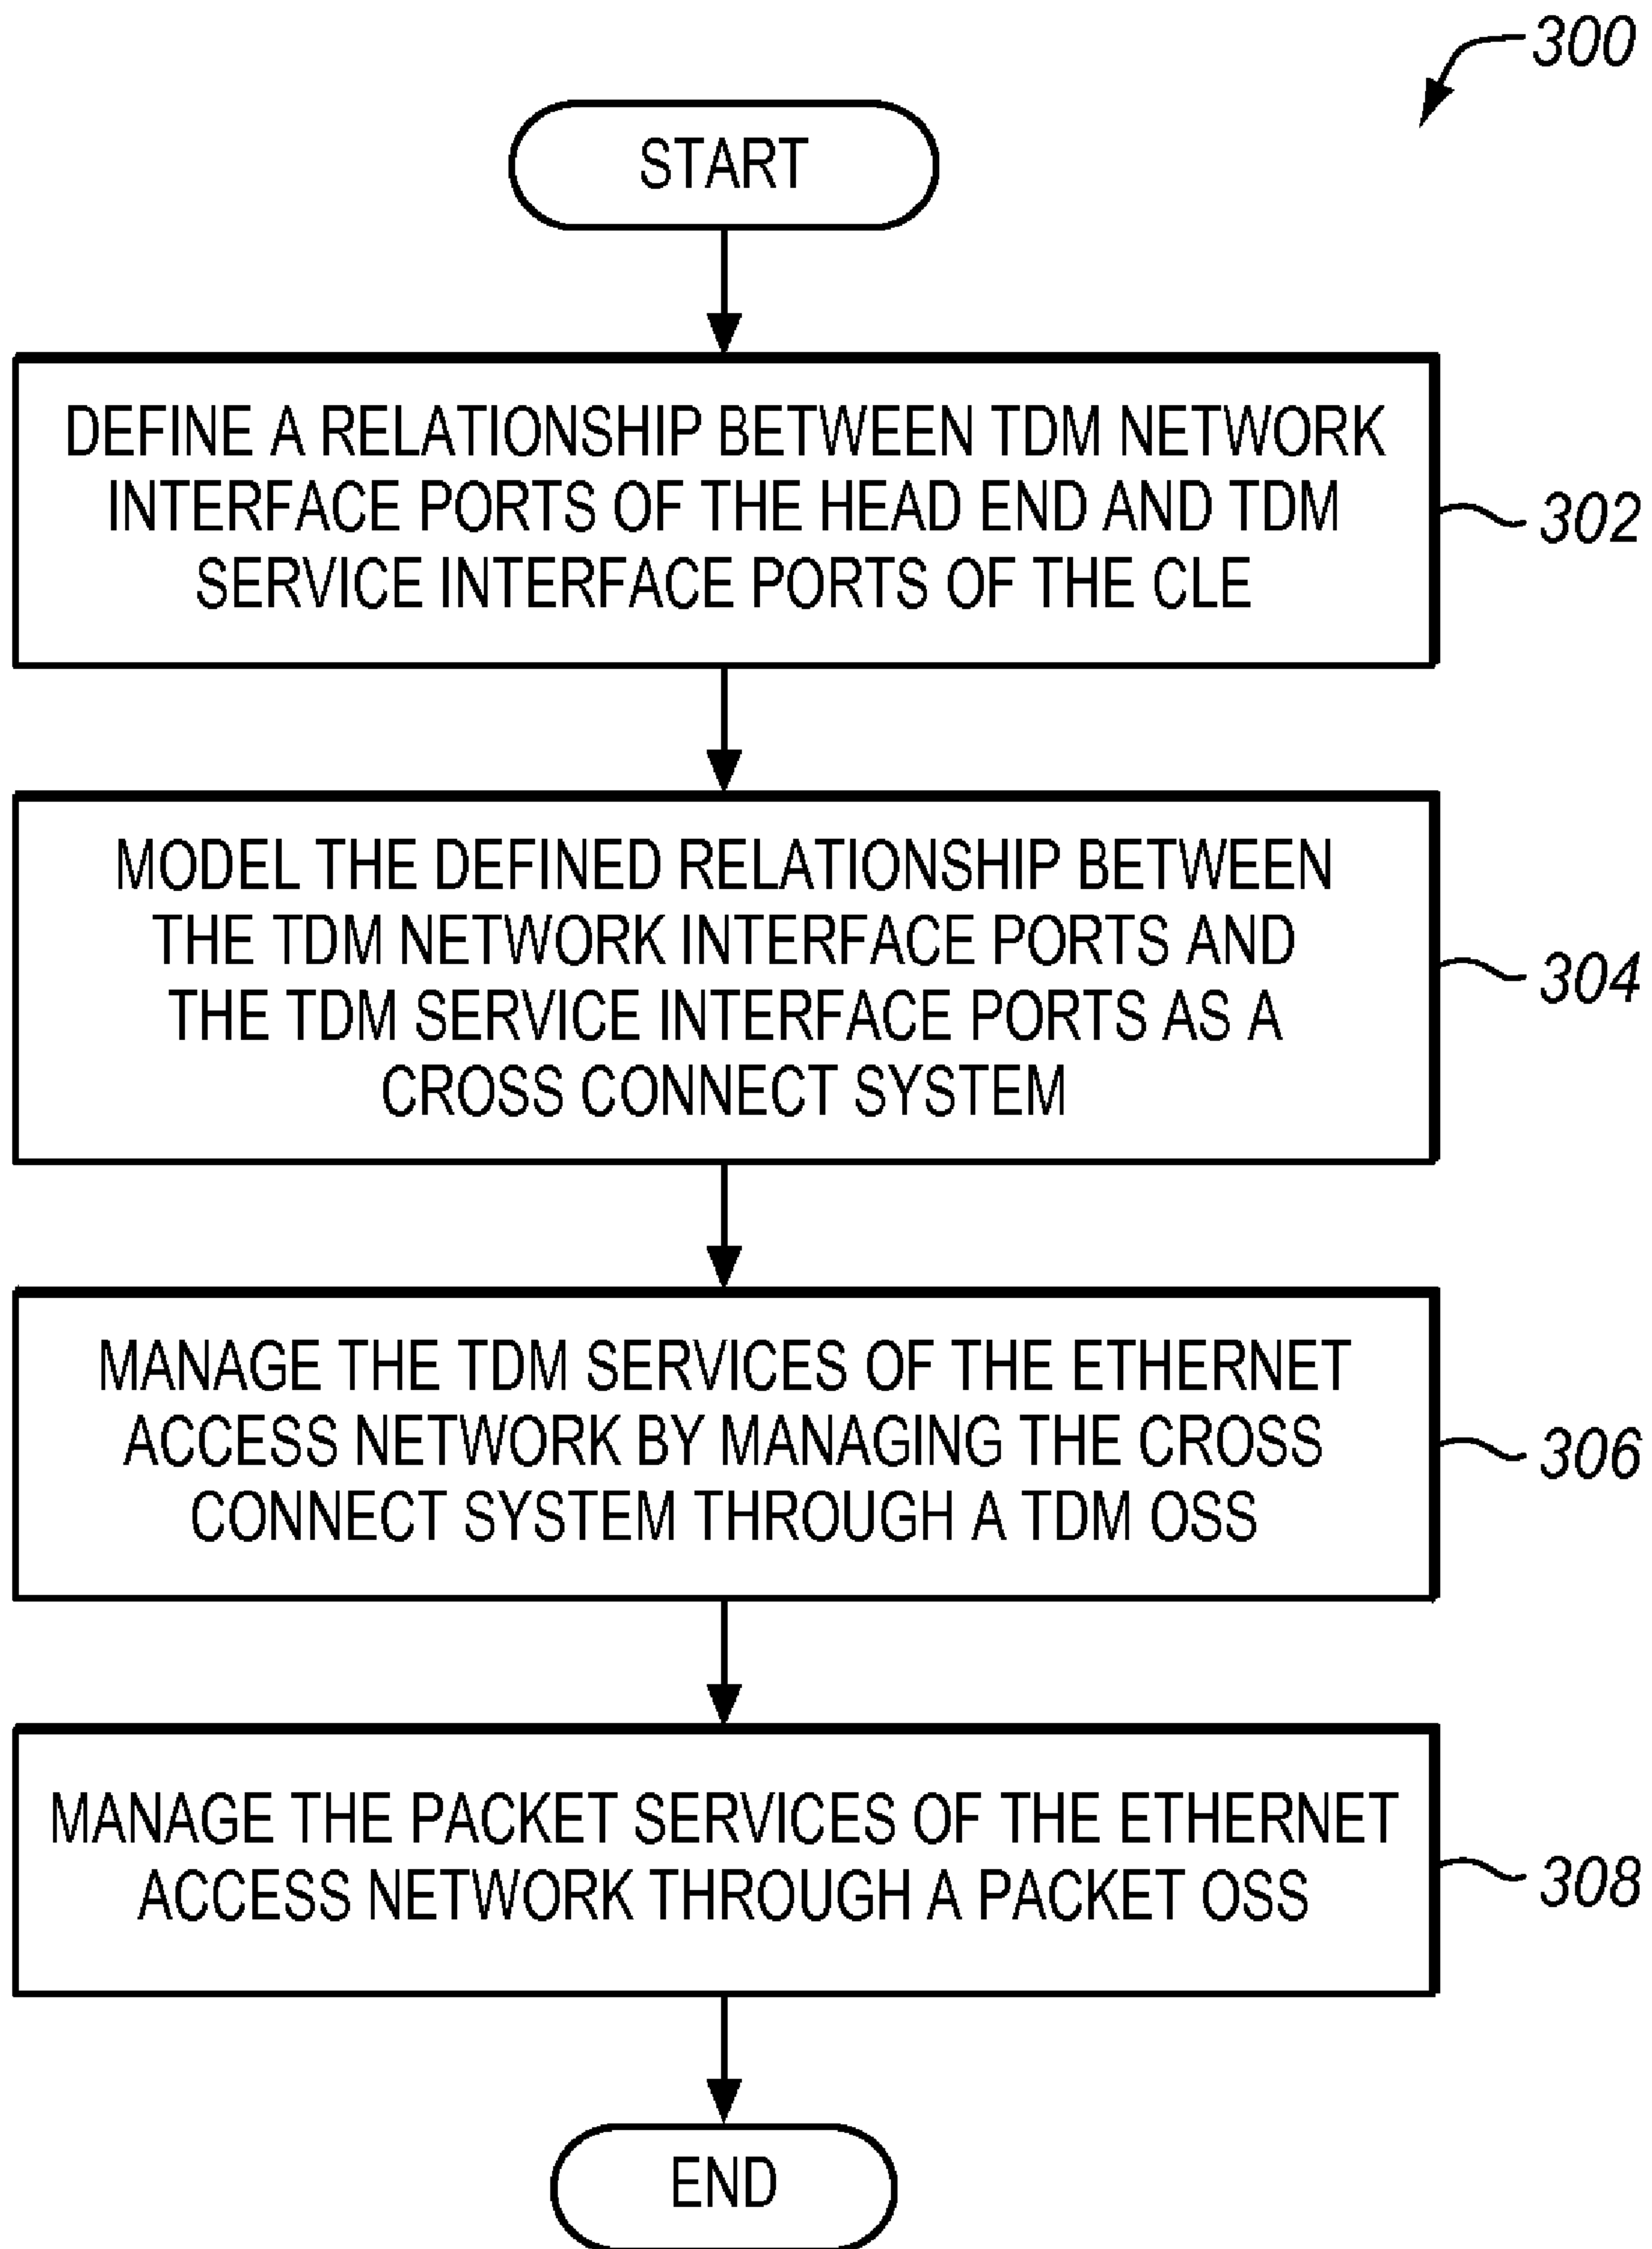 300
START
DEFINE A RELATIONSHIP BETWEEN TDM NETWORK
INTERFACE PORTS OF THE HEAD END AND TDM
SERVICE INTERFACE PORTS OF THE CLE
302
MODEL THE DEFINED RELATIONSHIP BETWEEN
THE TDM NETWORK INTERFACE PORTS AND
THE TDM SERVICE INTERFACE PORTS AS A
CROSS CONNECT SYSTEM
304
MANAGE THE TDM SERVICES OF THE ETHERNET
ACCESS NETWORK BY MANAGING THE CROSS
CONNECT SYSTEM THROUGH A TDM OSS
306
MANAGE THE PACKET SERVICES OF THE ETHERNET
ACCESS NETWORK THROUGH A PACKET OSS
308
END